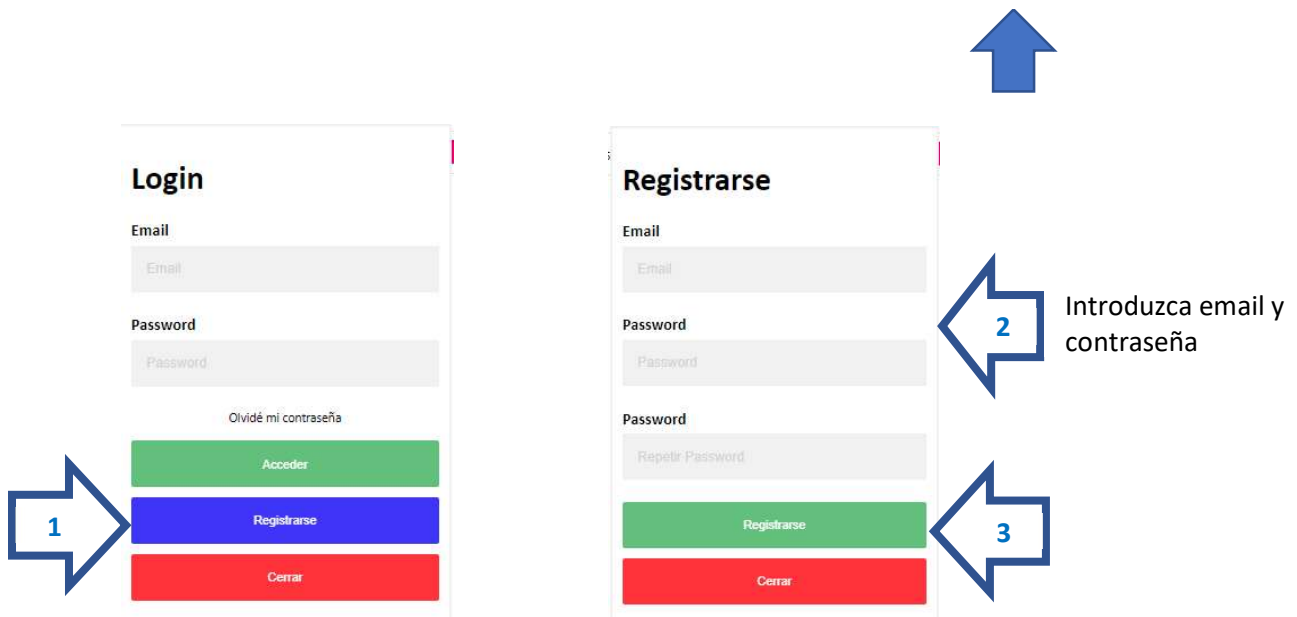 Login
Email
Email
Password
Password
Olvidé mi contraseña
Acceder
1
Registrarse
Cerrar
Registrarse
Email
Email
Password
Password
Password
Repetir Password
Registrarse
Cerrar
2
Introduzca email y
contraseña
3